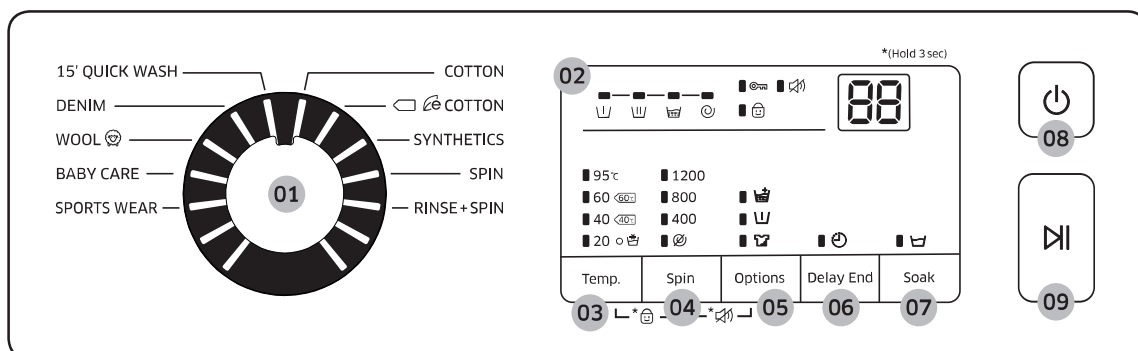 *(Hold 3 sec)
15' QUICK WASH
DENIM
WOOL
BABY CARE
SPORTS WEAR
COTTON
ė COTTON
SYNTHETICS
SPIN
RINSE+SPIN
01
02
88
95℃ 1200
60 60℃ 800
40 40℃ 400
20
Temp. Spin Options Delay End Soak
03 * 04 * 05 06 07
08
09